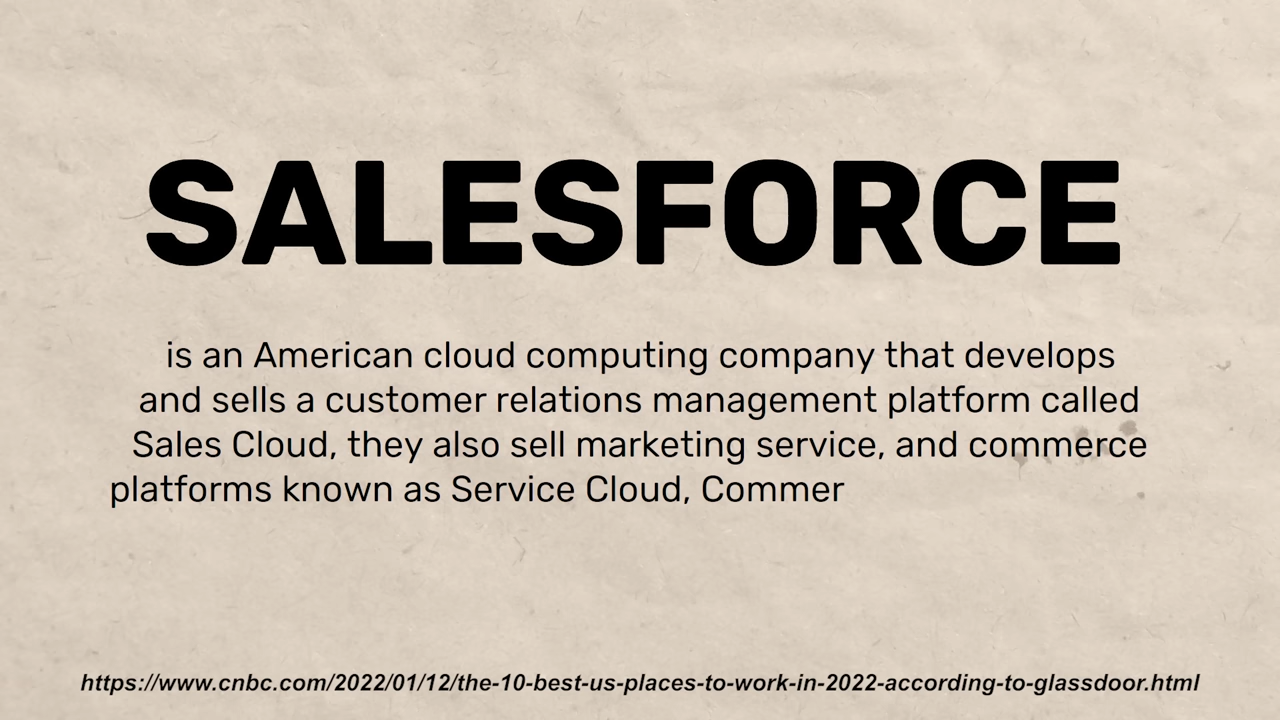 SALESFORCE
is an American cloud computing company that develops
and sells a customer relations management platform called
Sales Cloud, they also sell marketing service, and commerce
platforms known as Service Cloud, Commer
https://www.cnbc.com/2022/01/12/the-10-best-us-places-to-work-in-2022-according-to-glassdoor.html